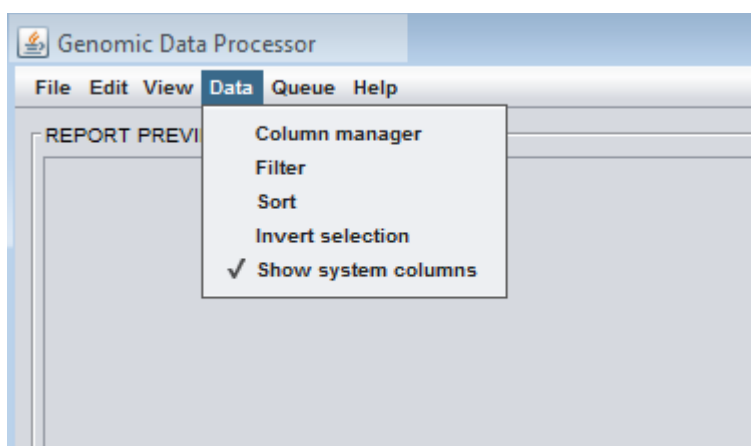 Genomic Data Processor
File Edit View Data Queue Help
REPORT
Column manager
Filter
Sort
Invert selection
Show system columns